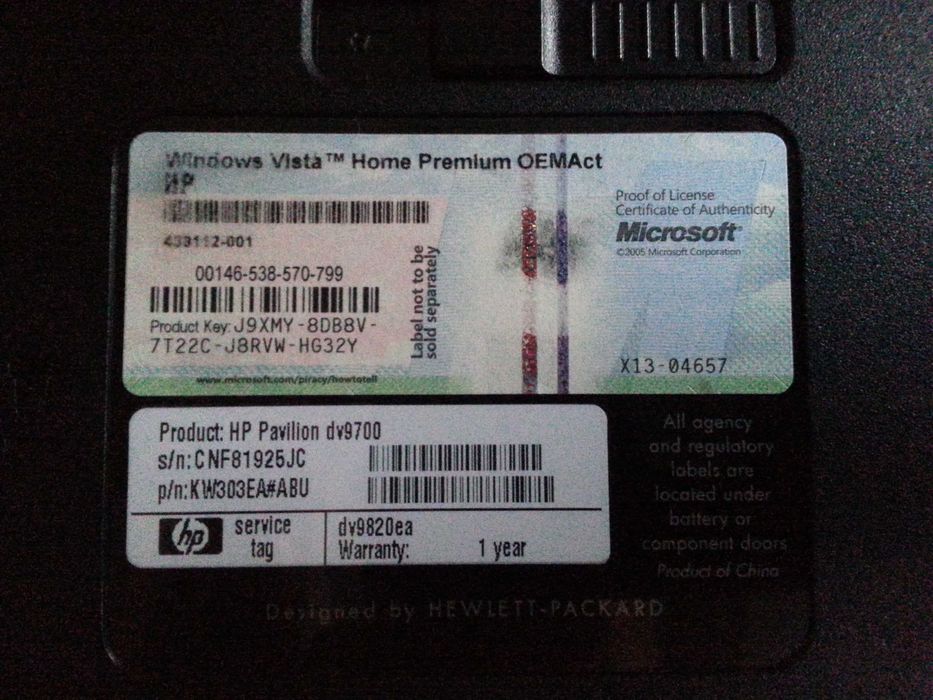 Windows Vista™ Home Premium OEMAct
HP
433112-001
00146-538-570-799
Product Key: J9XMY-8DB8V-
7T22C-J8RVW-HG32Y
www.microsoft.com/piracy/howtotell
Label not to be
sold separately
Proof of License
Certificate of Authenticity
Microsoft®
©2005 Microsoft Corporation
X13-04657
Product: HP Pavilion dv9700
s/n: CNF81925JC
p/n: KW303EA#ABU
hp
service
tag
dv9820ea
Warranty: 1 year
All agency
and regulatory
labels are
located under
battery or
component doors
Product of China
Designed by HEWLETT-PACKARD